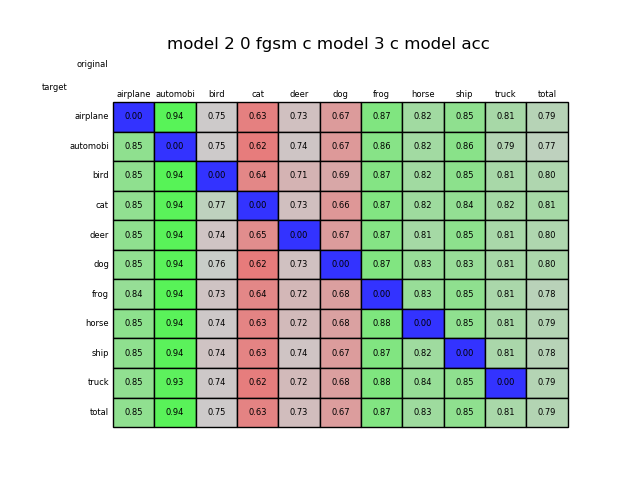 model 2 0 fgsm c model 3 c model acc
original
target
airplane automobi bird cat deer dog frog horse ship truck total
airplane 0.00 0.94 0.75 0.63 0.73 0.67 0.87 0.82 0.85 0.81 0.79
automobi 0.85 0.00 0.75 0.62 0.74 0.67 0.86 0.82 0.86 0.79 0.77
bird 0.85 0.94 0.00 0.64 0.71 0.69 0.87 0.82 0.85 0.81 0.80
cat 0.85 0.94 0.77 0.00 0.73 0.66 0.87 0.82 0.84 0.82 0.81
deer 0.85 0.94 0.74 0.65 0.00 0.67 0.87 0.81 0.85 0.81 0.80
dog 0.85 0.94 0.76 0.62 0.73 0.00 0.87 0.83 0.83 0.81 0.80
frog 0.84 0.94 0.73 0.64 0.72 0.68 0.00 0.83 0.85 0.81 0.78
horse 0.85 0.94 0.74 0.63 0.72 0.68 0.88 0.00 0.85 0.81 0.79
ship 0.85 0.94 0.74 0.63 0.74 0.67 0.87 0.82 0.00 0.81 0.78
truck 0.85 0.93 0.74 0.62 0.72 0.68 0.88 0.84 0.85 0.00 0.79
total 0.85 0.94 0.75 0.63 0.73 0.67 0.87 0.83 0.85 0.81 0.79